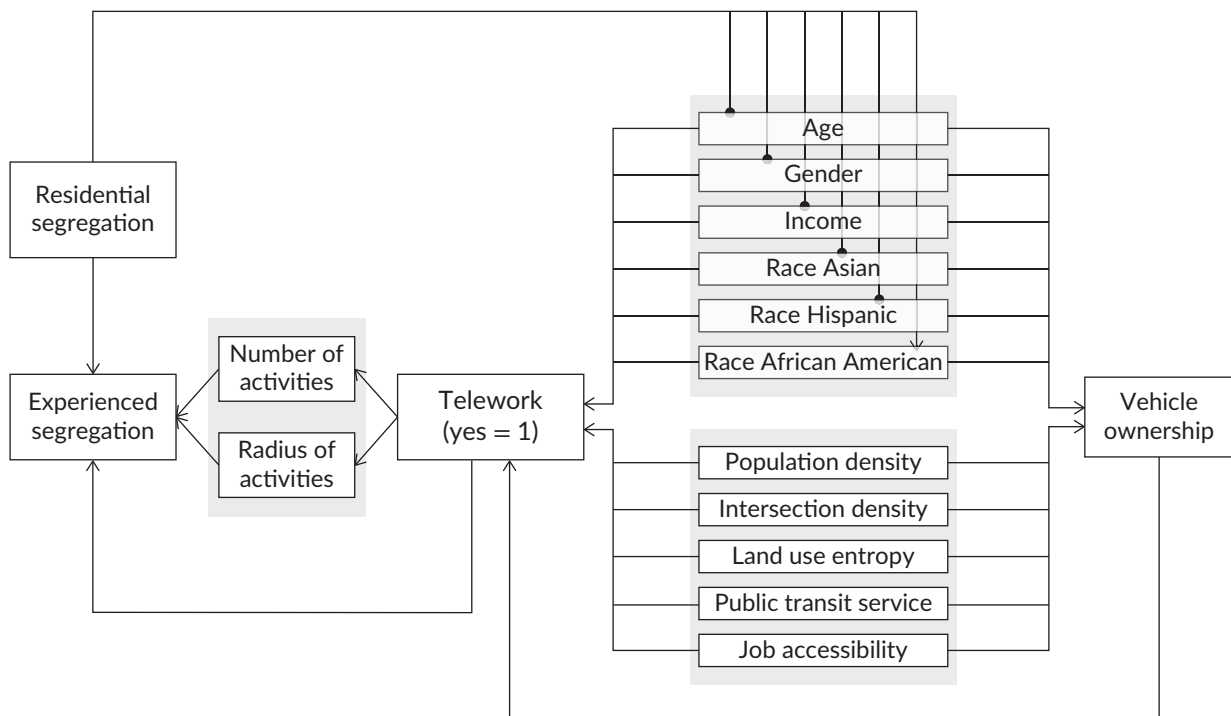 Residential
segregation
Experienced
segregation
Number of
activities
Radius of
activities
Telework
(yes = 1)
Age
Gender
Income
Race Asian
Race Hispanic
Race African American
Population density
Intersection density
Land use entropy
Public transit service
Job accessibility
Vehicle
ownership